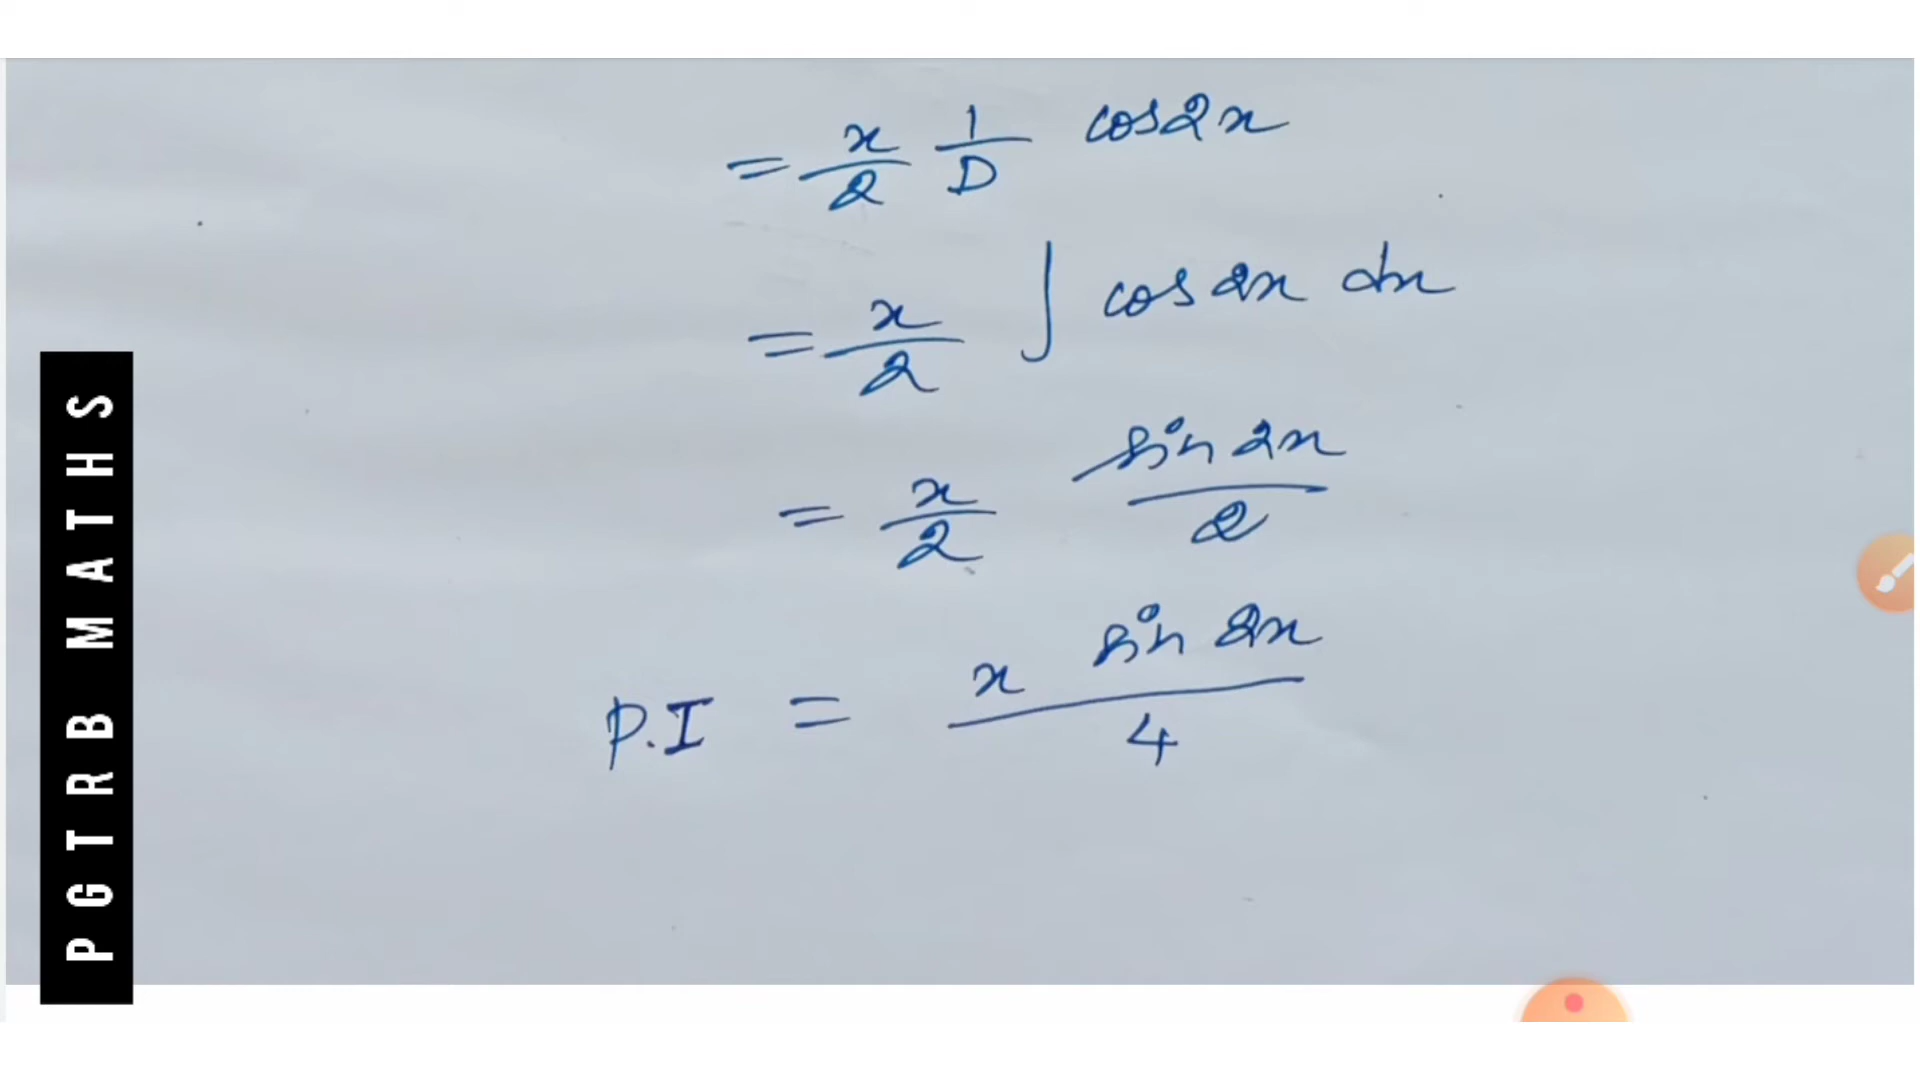 = x/2 1/D cos2x
= x/2 ∫ cos2x dx
= x/2 sin2x/2
P.I = x sin2x/4
PGTRB MATHS